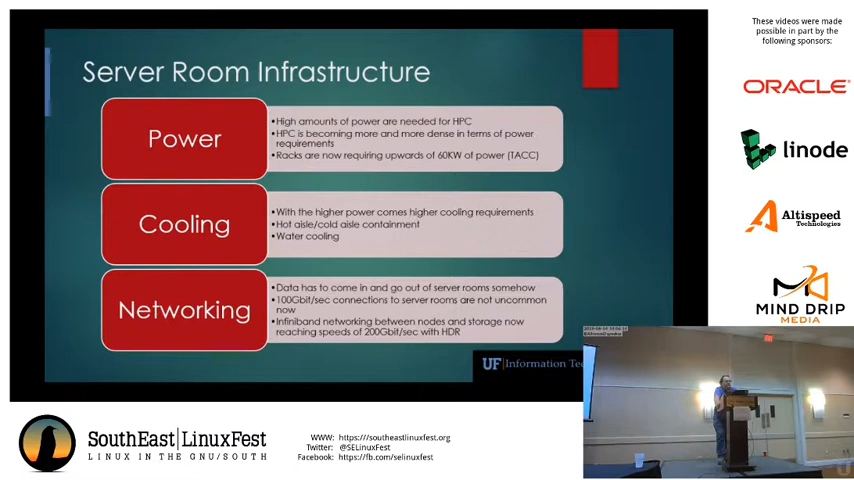 These videos were made
possible in part by the
following sponsors:
ORACLE
linode
Altispeed
Technologies
MIND DRIP
MEDIA
Server Room Infrastructure
Power
•High amounts of power are needed for HPC
•HPC is becoming more and more dense in terms of power
requirements
•Racks are now requiring upwards of 60KW of power (TACC)
Cooling
•With the higher power comes higher cooling requirements
•Hot aisle/cold aisle containment
•Water cooling
Networking
•Data has to come in and go out of server rooms somehow
•100Gbit/sec connections to server rooms are not uncommon
now
•Infiniband networking between nodes and storage now
reaching speeds of 200Gbit/sec with HDR
UF Information Tec
SouthEast|LinuxFest
LINUX IN THE GNU/SOUTH
WWW: https:///southeastlinuxfest.org
Twitter: @SELinuxFest
Facebook: https://fb.com/selinuxfest